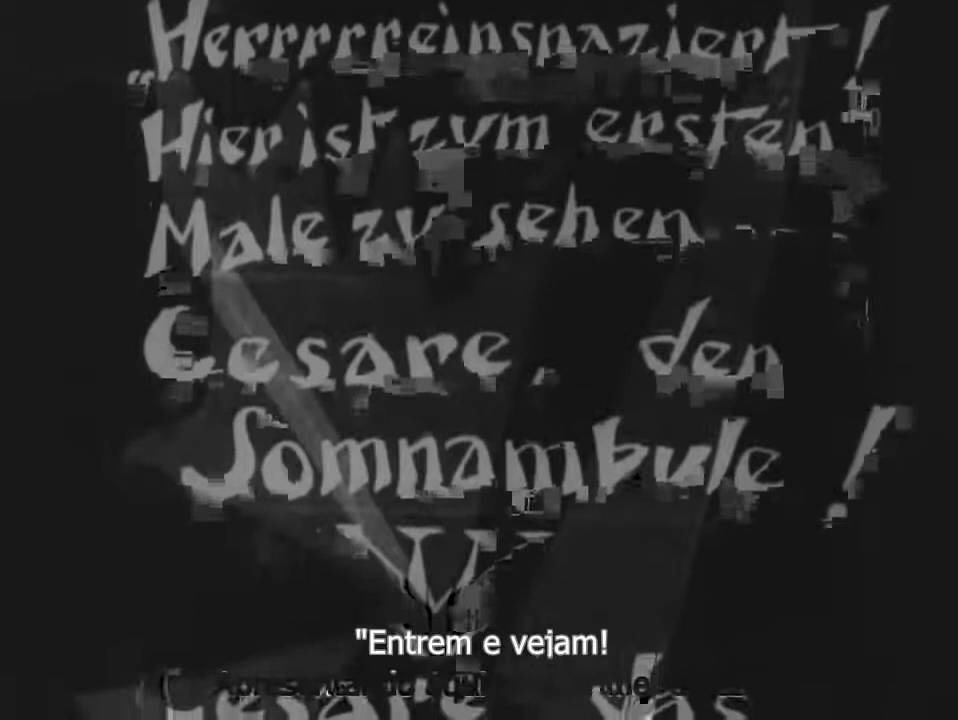 „Herrrrreinspaziert!
Hier ist zum ersten
Male zu sehen
Cesare, den
Somnambule!
"Entrem e vejam!